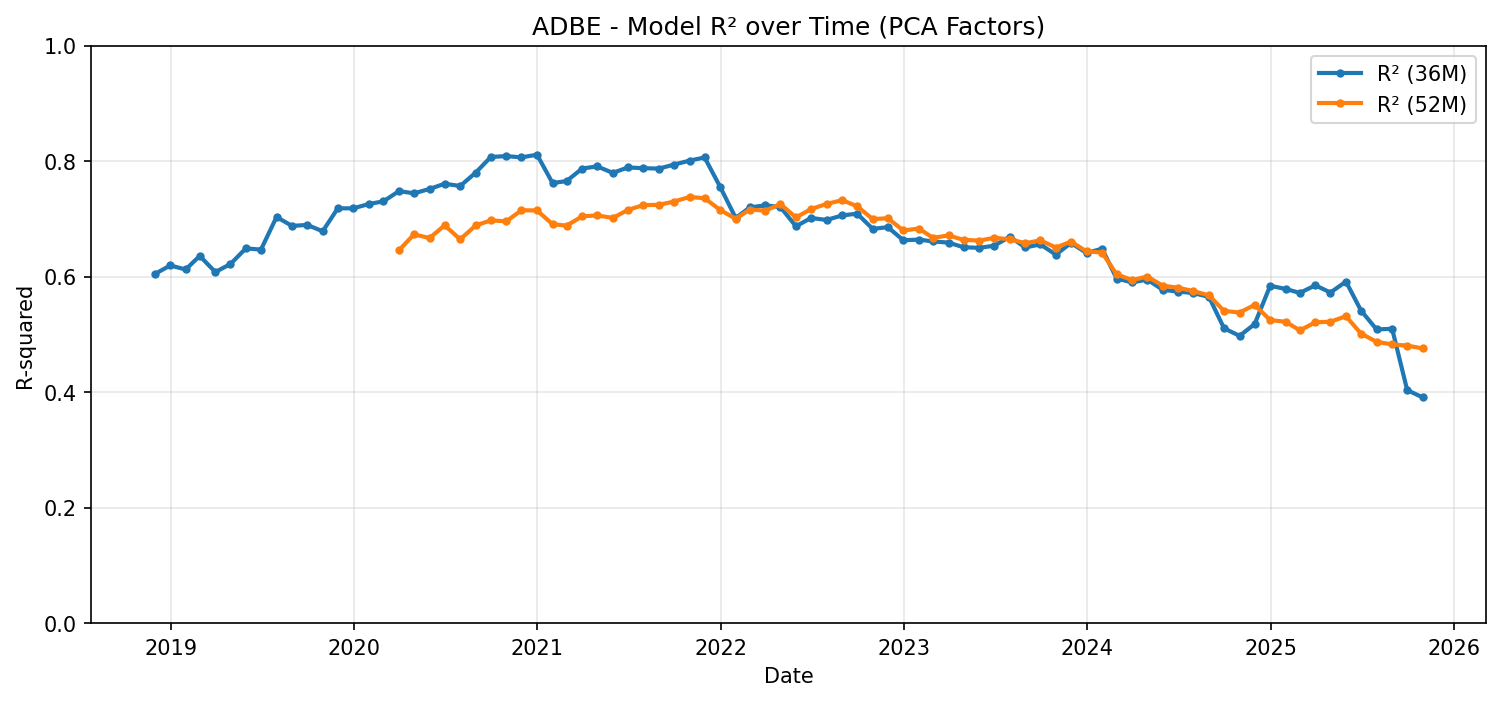 ADBE - Model R² over Time (PCA Factors)
R² (36M)
R² (52M)
R-squared
1.0
0.8
0.6
0.4
0.2
0.0
2019 2020 2021 2022 2023 2024 2025 2026
Date